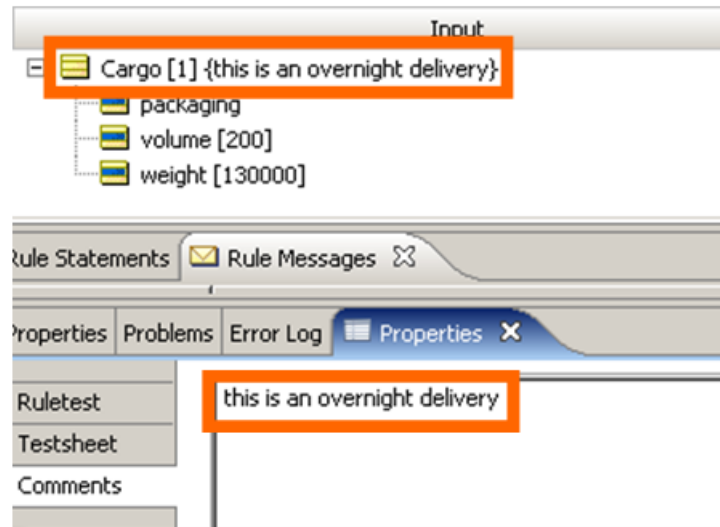 Input
Cargo [1] {this is an overnight delivery}
packaging
volume [200]
weight [130000]
Rule Statements Rule Messages
Properties Problems Error Log Properties
Ruletest
Testsheet
Comments
this is an overnight delivery